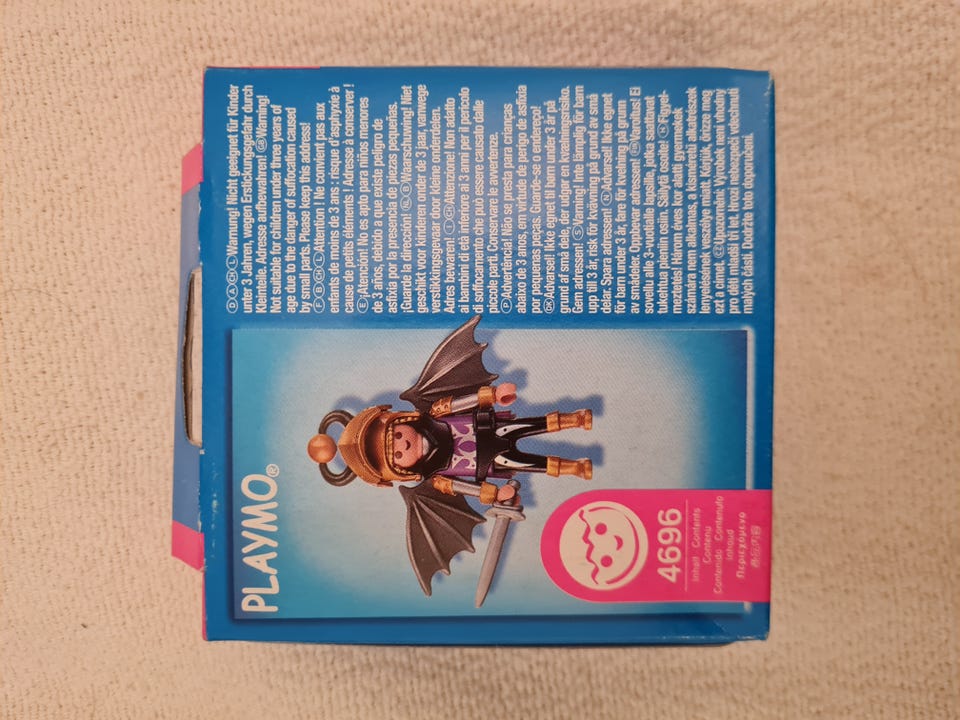 D A CH L Warnung! Nicht geeignet für Kinder
unter 3 Jahren, wegen Erstickungsgefahr durch
Kleinteile. Adresse aufbewahren! GB Warning!
Not suitable for children under three years of
age due to the danger of suffocation caused
by small parts. Please keep this address!
F B CH L Attention ! Ne convient pas aux
enfants de moins de 3 ans : risque d'asphyxie à
cause de petits éléments ! Adresse à conserver !
E ¡Atención! No es apto para niños menores
de 3 años, debido a que existe peligro de
asfixia por la presencia de piezas pequeñas.
¡Guarde la dirección! NL B Waarschuwing! Niet
geschikt voor kinderen onder de 3 jaar, vanwege
verstikkingsgevaar door kleine onderdelen.
Adres bewaren! I CH Attenzione! Non adatto
ai bambini di età inferiore ai 3 anni per il pericolo
di soffocamento che può essere causato dalle
piccole parti. Conservare le avvertenze.
P Advertência! Não se presta para crianças
abaixo de 3 anos, em virtude de perigo de asfixia
por pequenas peças. Guarde-se o endereço!
DK Advarsel! Ikke egnet til børn under 3 år på
grund af små dele, der udgør en kvælningsrisiko.
Gem adressen! S Varning! Inte lämplig för barn
upp till 3 år, risk för kvävning på grund av små
delar. Spara adressen! N Advarsel! Ikke egnet
for barn under 3 år, fare for kvelning på grunn
av smådeler. Oppbevar adressen! FIN Varoitus! Ei
sovellu alle 3-vuotiaille lapsille, jotka saattavat
tukehtua pieniin osiin. Säilytä osoite! H Figyel-
meztetés! Három éves kor alatti gyermekek
számára nem alkalmas, a kisméretű alkatrészek
lenyelésének veszélye miatt. Kérjük, őrizze meg
ezt a címet. CZ Upozornění: Výrobek není vhodný
pro děti mladší tří let. Hrozí nebezpečí vdechnutí
malých částí. Dodržte toto doporučení.
PLAYMO®
4696
Inhalt Contents
Contenu
Contenido Contenuto
Inhoud
Περιεχόμενο